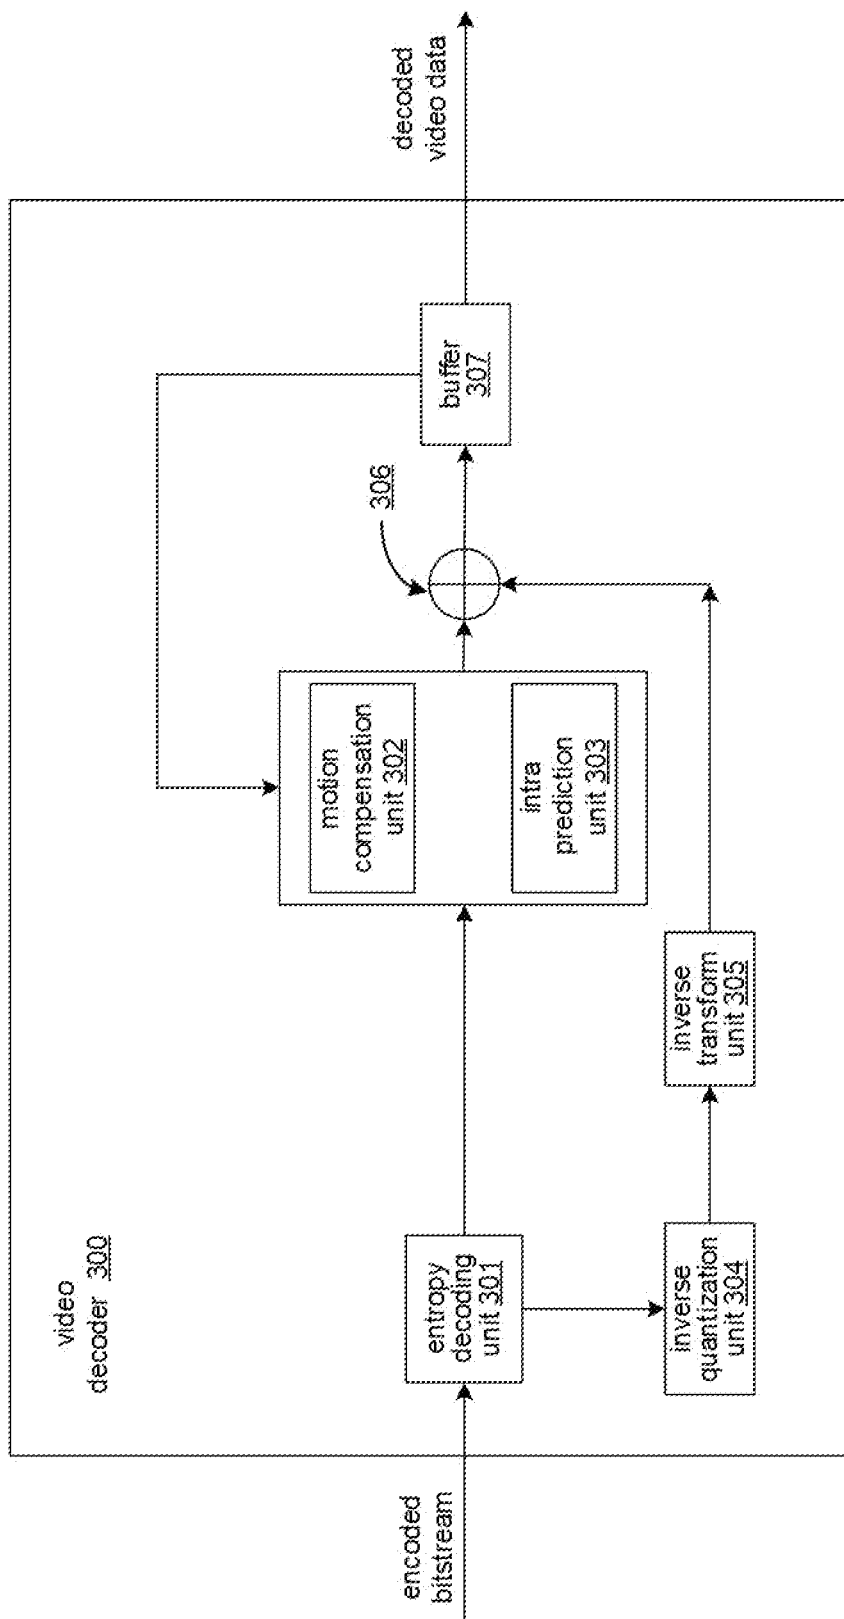 video
decoder 300
encoded
bitstream
entropy
decoding
unit 301
inverse
quantization
unit 304
inverse
transform
unit 305
motion
compensation
unit 302
intra
prediction
unit 303
306
buffer
307
decoded
video data